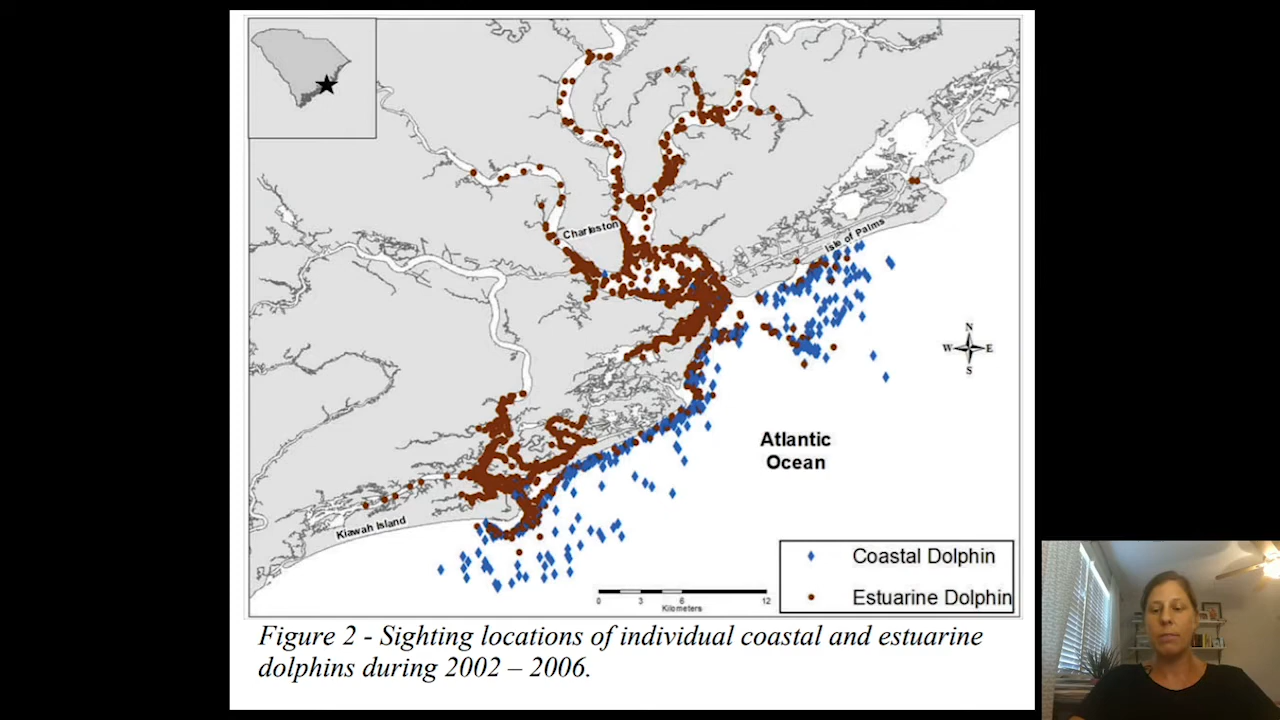 Charleston
Isle of Palms
N
W E
S
Atlantic
Ocean
Kiawah Island
Coastal Dolphin
Estuarine Dolphin
0 3 6 12
Kilometers
Figure 2 - Sighting locations of individual coastal and estuarine
dolphins during 2002 – 2006.